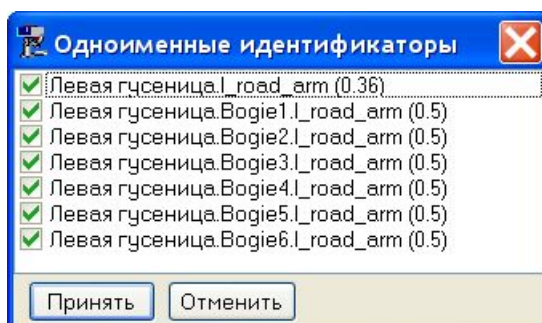 Одноименные идентификаторы
Левая гусеница.l_road_arm (0.36)
Левая гусеница.Bogie1.l_road_arm (0.5)
Левая гусеница.Bogie2.l_road_arm (0.5)
Левая гусеница.Bogie3.l_road_arm (0.5)
Левая гусеница.Bogie4.l_road_arm (0.5)
Левая гусеница.Bogie5.l_road_arm (0.5)
Левая гусеница.Bogie6.l_road_arm (0.5)
Принять Отменить